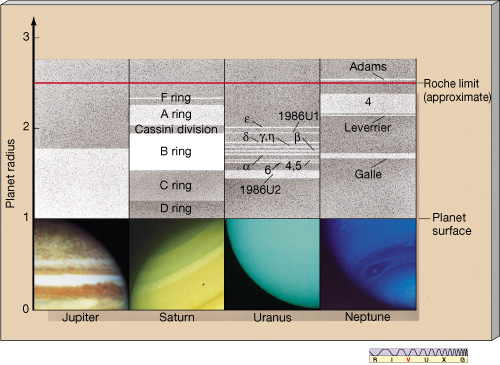 3
2
1
0
Planet radius
F ring
A ring
Cassini division
B ring
C ring
D ring
1986U1
ε
δ γ,η β
α 6 4,5
1986U2
Adams
4
Leverrier
Galle
Roche limit
(approximate)
Planet
surface
Jupiter Saturn Uranus Neptune
R I V U X G